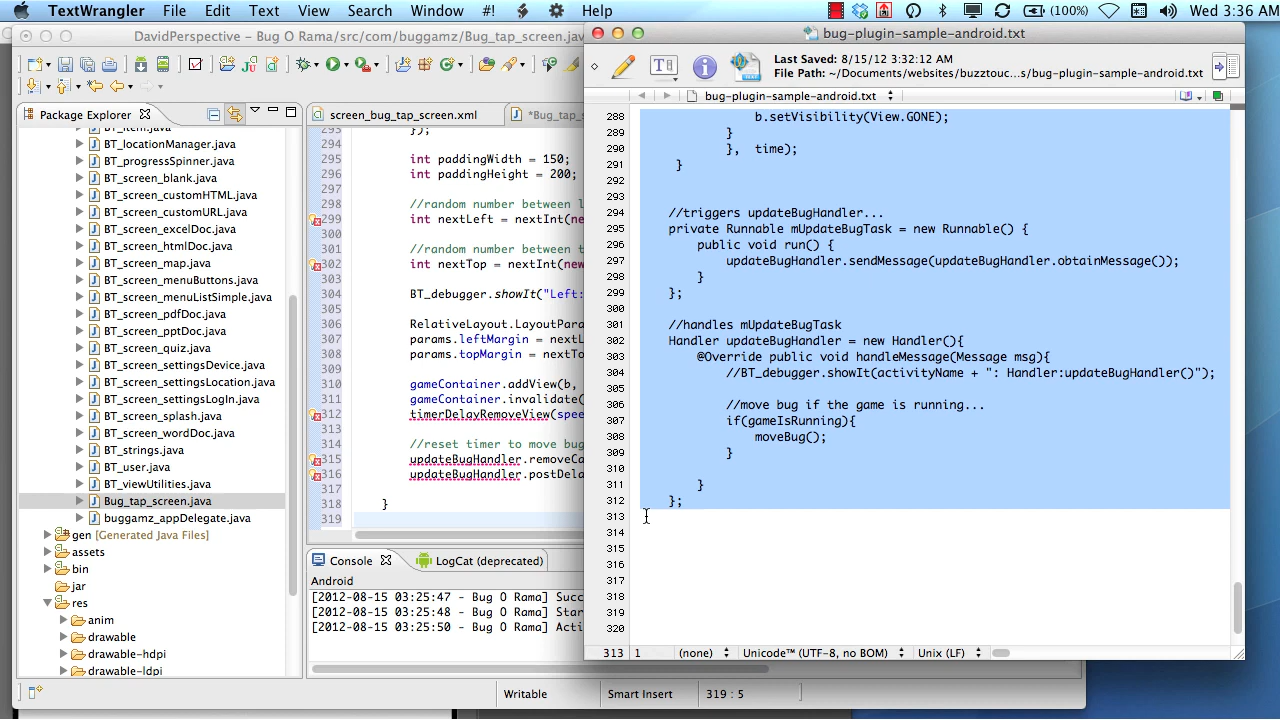 TextWrangler File Edit Text View Search Window #! Help (100%) Wed 3:36 AM
DavidPerspective – Bug O Rama/src/com/buggamz/Bug_tap_screen.java
Package Explorer
BT_item.java
BT_locationManager.java
BT_progressSpinner.java
BT_screen_blank.java
BT_screen_customHTML.java
BT_screen_customURL.java
BT_screen_excelDoc.java
BT_screen_htmlDoc.java
BT_screen_map.java
BT_screen_menuButtons.java
BT_screen_menuListSimple.java
BT_screen_pdfDoc.java
BT_screen_pptDoc.java
BT_screen_quiz.java
BT_screen_settingsDevice.java
BT_screen_settingsLocation.java
BT_screen_settingsLogIn.java
BT_screen_splash.java
BT_screen_wordDoc.java
BT_strings.java
BT_user.java
BT_viewUtilities.java
Bug_tap_screen.java
buggamz_appDelegate.java
gen [Generated Java Files]
assets
bin
jar
res
anim
drawable
drawable-hdpi
drawable-ldpi
screen_bug_tap_screen.xml
*Bug_tap_s
293 });
294
295 int paddingWidth = 150;
296 int paddingHeight = 200;
297
298 //random number between l
299 int nextLeft = nextInt(new
300
301 //random number between t
302 int nextTop = nextInt(new
303
304 BT_debugger.showIt("Left:
305
306 RelativeLayout.LayoutPara
307 params.leftMargin = nextL
308 params.topMargin = nextTo
309
310 gameContainer.addView(b,
311 gameContainer.invalidate(
312 timerDelayRemoveView(spee
313
314 //reset timer to move bug
315 updateBugHandler.removeCa
316 updateBugHandler.postDela
317
318 }
319
Console
LogCat (deprecated)
Android
[2012-08-15 03:25:47 - Bug O Rama] Succ
[2012-08-15 03:25:48 - Bug O Rama] Star
[2012-08-15 03:25:50 - Bug O Rama] Acti
Writable
Smart Insert
319 : 5
bug-plugin-sample-android.txt
Last Saved: 8/15/12 3:32:12 AM
File Path: ~/Documents/websites/buzztouc...s/bug-plugin-sample-android.txt
bug-plugin-sample-android.txt
288 b.setVisibility(View.GONE);
289 }
290 }, time);
291 }
292
293
294 //triggers updateBugHandler...
295 private Runnable mUpdateBugTask = new Runnable() {
296 public void run() {
297 updateBugHandler.sendMessage(updateBugHandler.obtainMessage());
298 }
299 };
300
301 //handles mUpdateBugTask
302 Handler updateBugHandler = new Handler(){
303 @Override public void handleMessage(Message msg){
304 //BT_debugger.showIt(activityName + ": Handler:updateBugHandler()");
305
306 //move bug if the game is running...
307 if(gameIsRunning){
308 moveBug();
309 }
310
311 }
312 };
313
314
315
316
317
318
319
320
313 1 (none) Unicode™ (UTF-8, no BOM) Unix (LF)